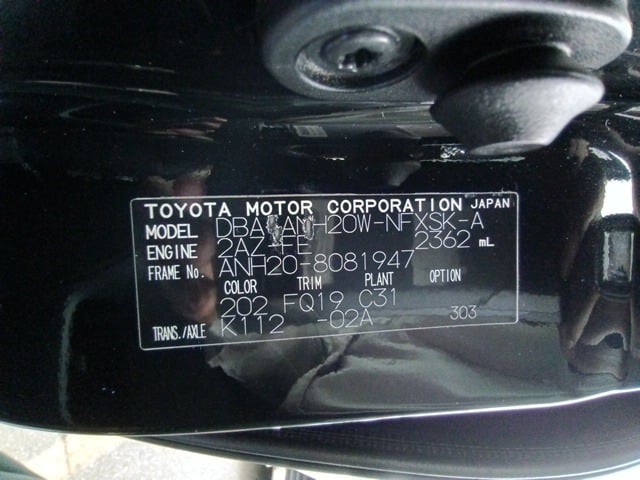 TOYOTA MOTOR CORPORATION JAPAN
MODEL DBA-ANH20W-NFXSK-A
ENGINE 2AZ-FE 2362 mL
FRAME No. ANH20-8081947
COLOR TRIM PLANT OPTION
202 FQ19 C31
TRANS./AXLE K112 -02A 303